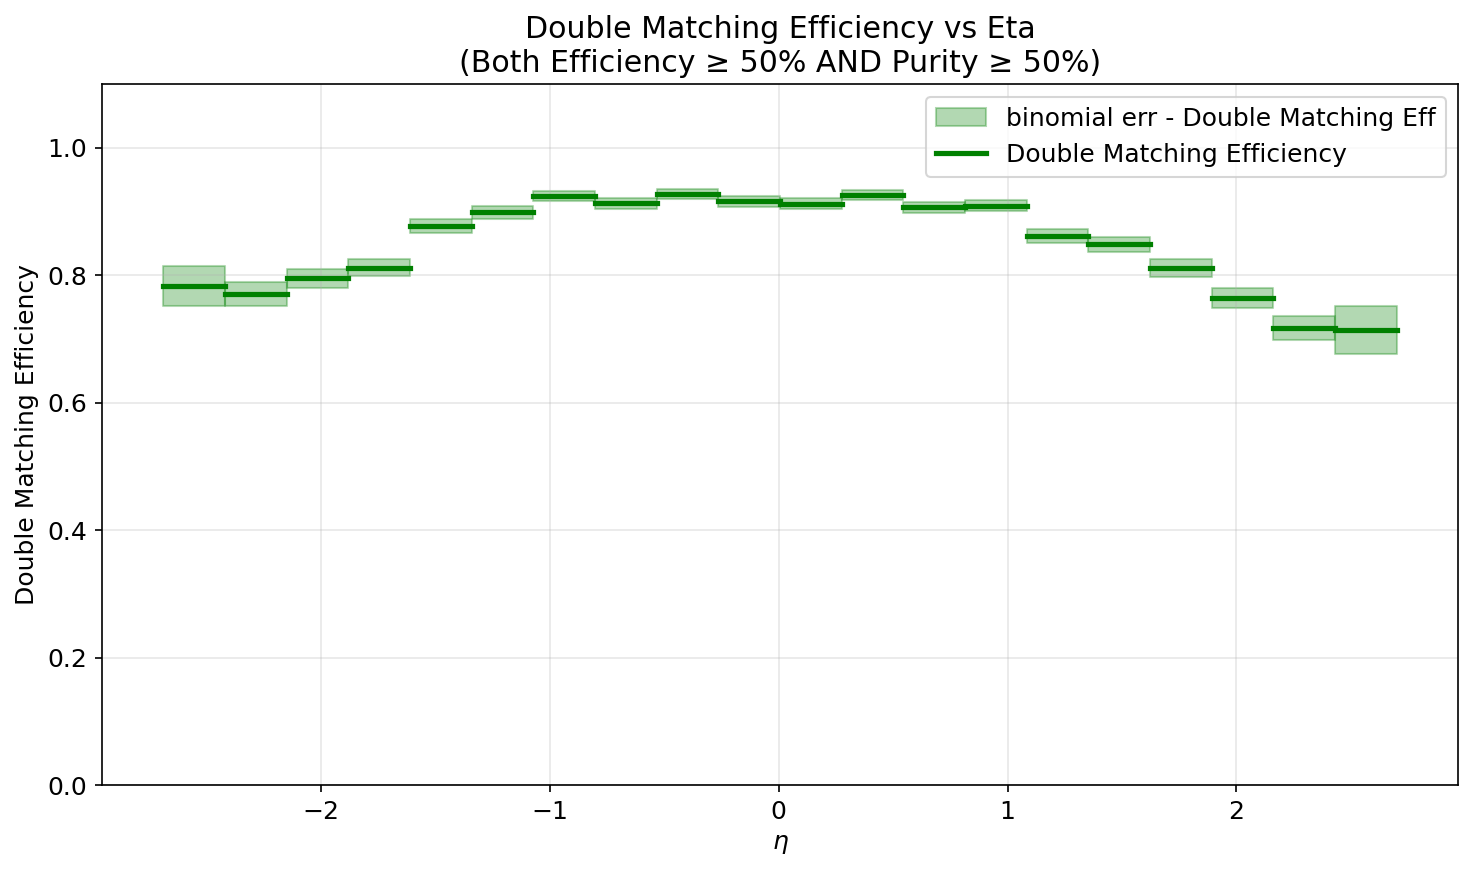 Double Matching Efficiency vs Eta
(Both Efficiency ≥ 50% AND Purity ≥ 50%)
binomial err - Double Matching Eff
Double Matching Efficiency
Double Matching Efficiency
1.0
0.8
0.6
0.4
0.2
0.0
−2
−1
0
1
2
η